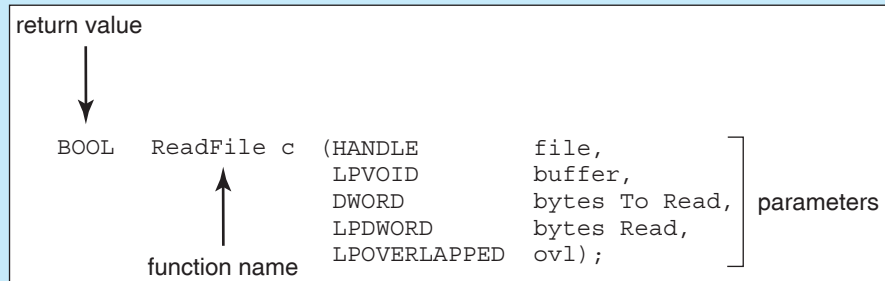 return value
BOOL ReadFile c (HANDLE file,
LPVOID buffer,
DWORD bytes To Read,
LPDWORD bytes Read,
LPOVERLAPPED ovl);
parameters
function name